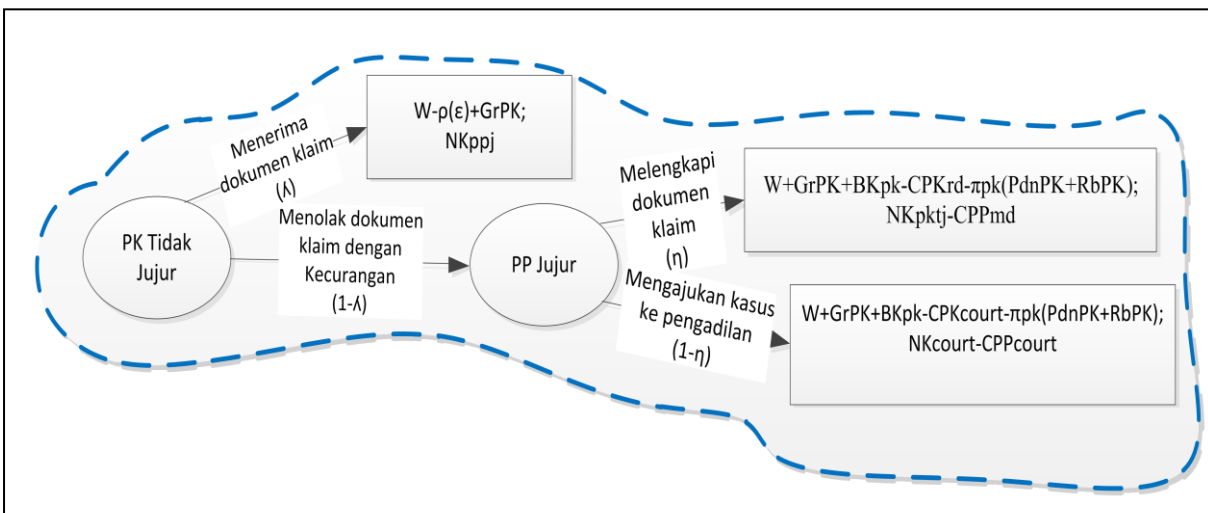 W-ρ(ε)+GrPK;
NKppj
Menerima
dokumen klaim
(ʎ)
PK Tidak
Jujur
Menolak dokumen
klaim dengan
Kecurangan
(1-ʎ)
PP Jujur
Melengkapi
dokumen
klaim
(η)
W+GrPK+BKpk-CPKrd-πpk(PdnPK+RbPK);
NKpktj-CPPmd
Mengajukan kasus
ke pengadilan
(1-η)
W+GrPK+BKpk-CPKcourt-πpk(PdnPK+RbPK);
NKcourt-CPPcourt